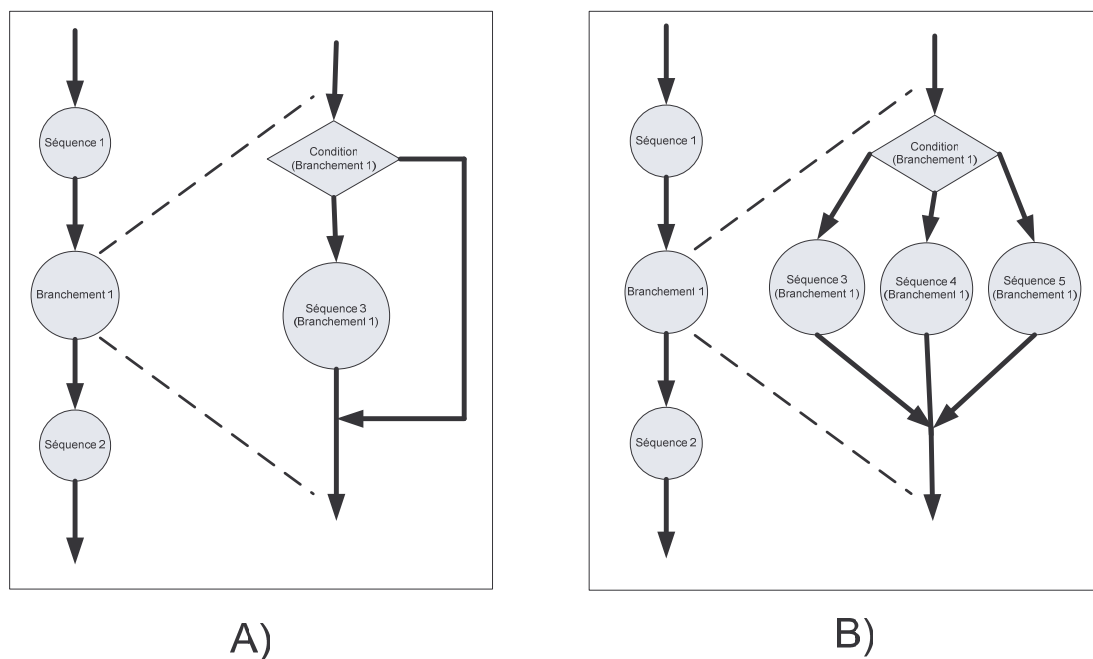 Séquence 1
Branchement 1
Séquence 2
Condition
(Branchement 1)
Séquence 3
(Branchement 1)
A)
Séquence 1
Branchement 1
Séquence 2
Condition
(Branchement 1)
Séquence 3
(Branchement 1)
Séquence 4
(Branchement 1)
Séquence 5
(Branchement 1)
B)